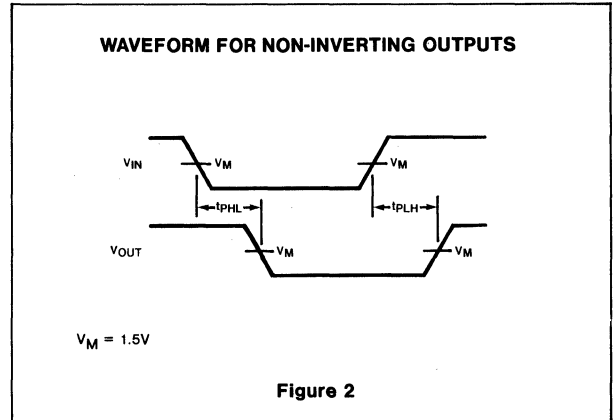 WAVEFORM FOR NON-INVERTING OUTPUTS
VIN VM VM
tPHL tPLH
VOUT VM VM
VM = 1.5V
Figure 2